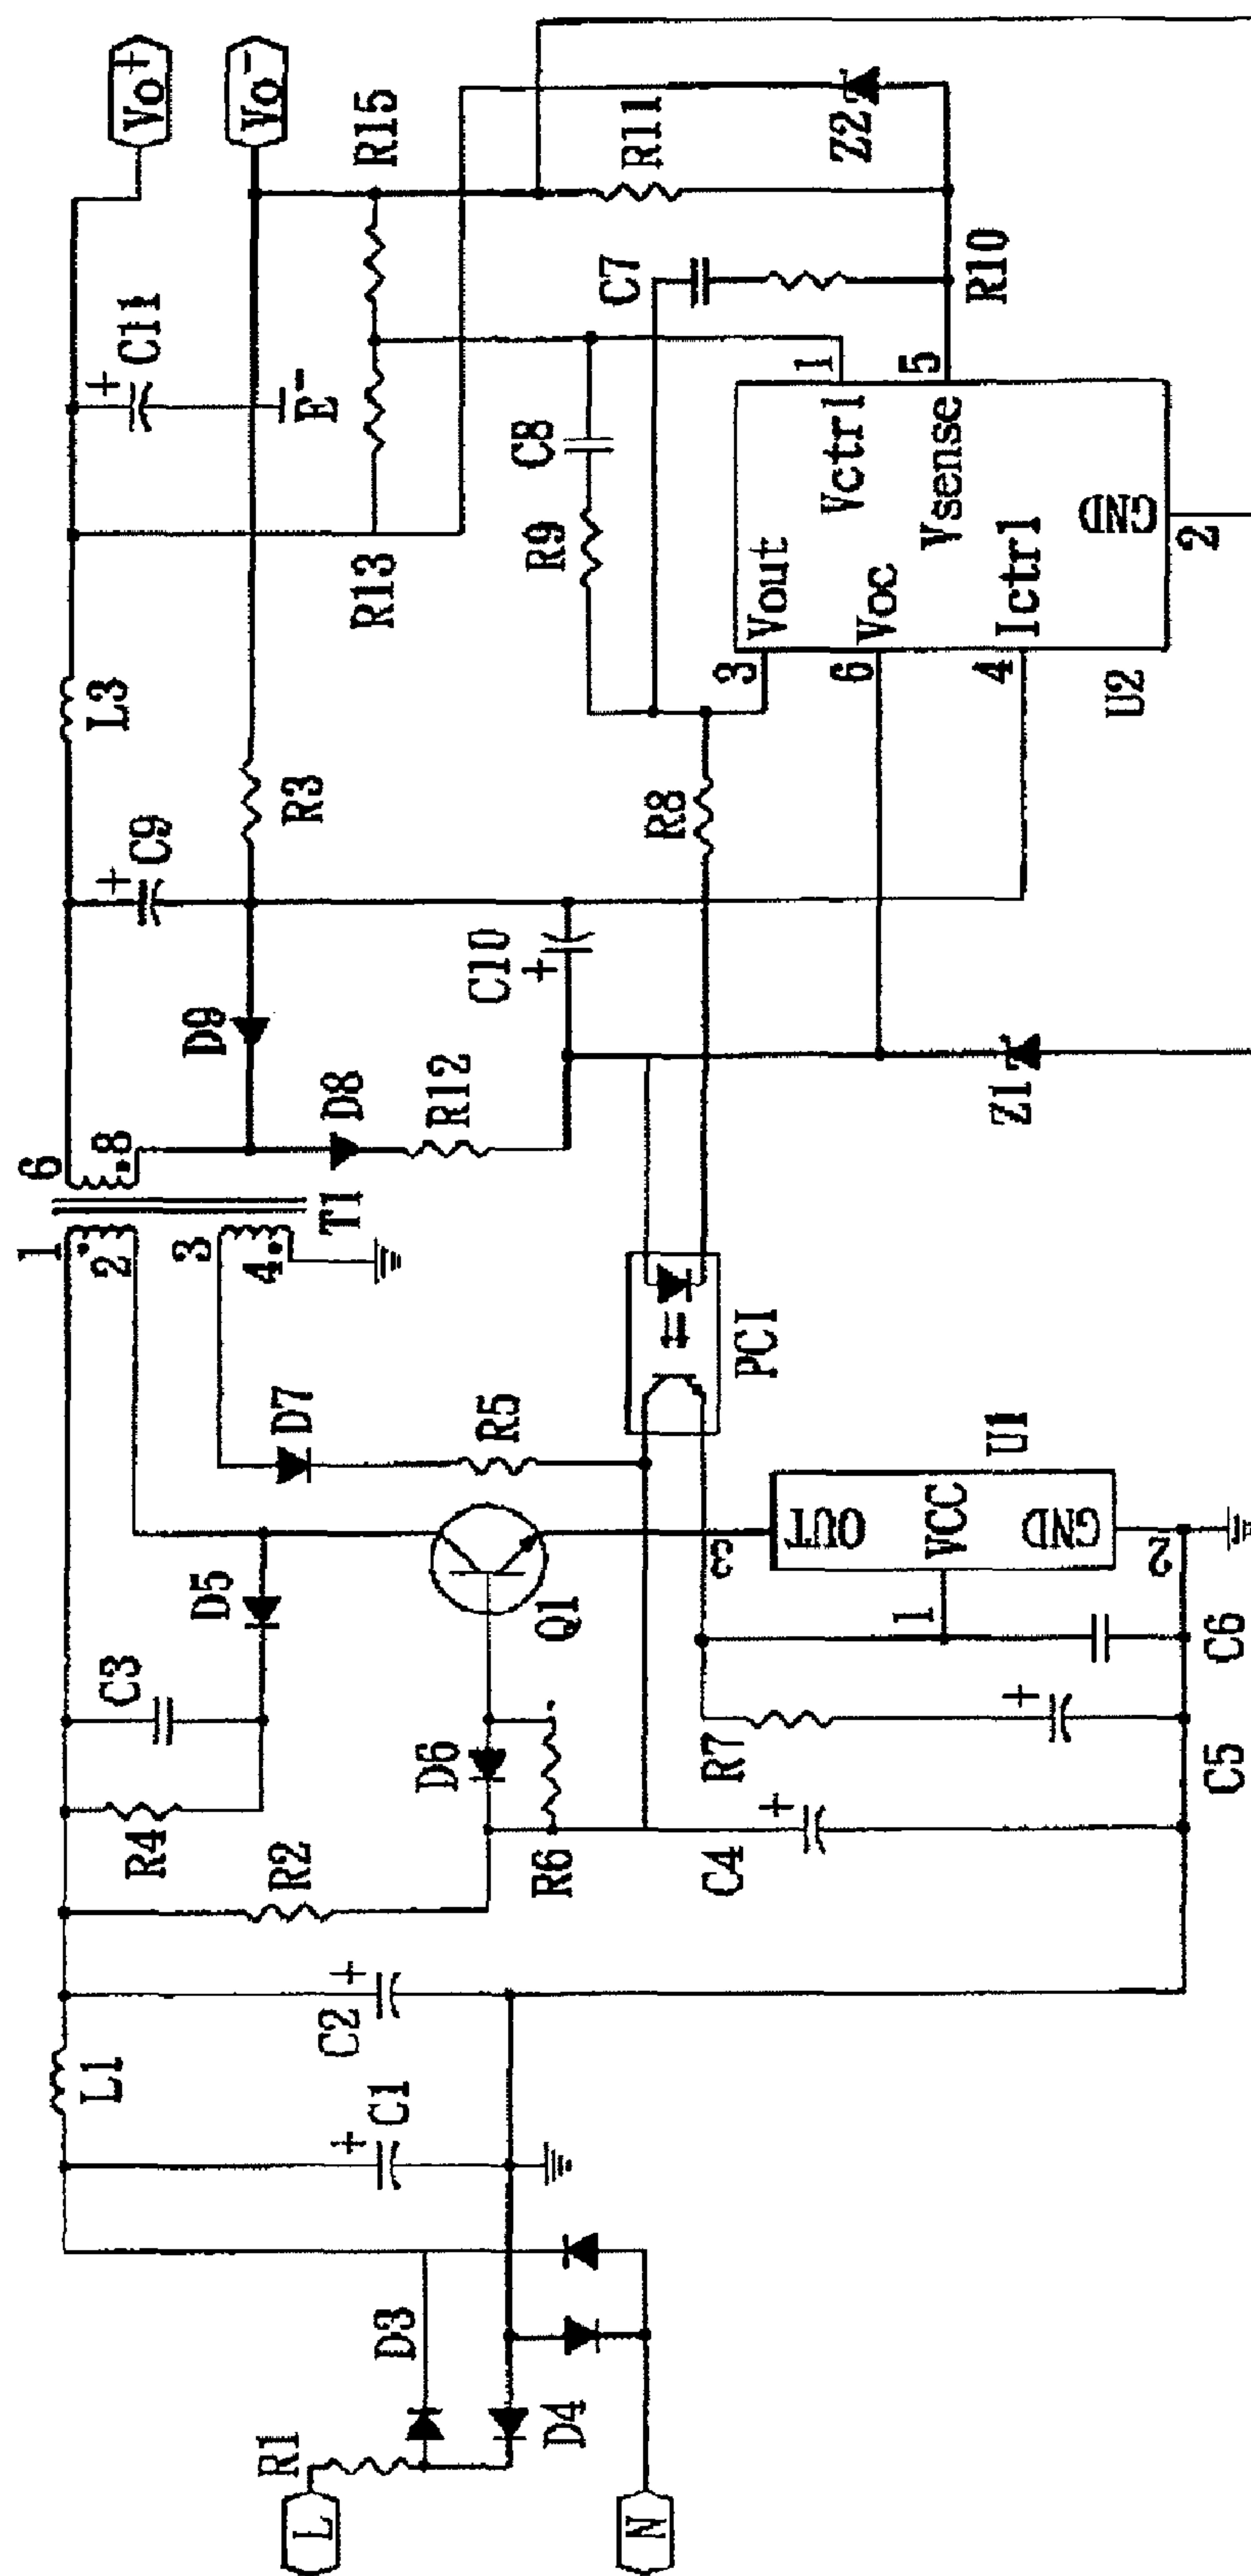 L
N
R1
D3
D4
C1
L1
C2
R2
R4
C3
D5
D6
R6
Q1
C4
R7
C5
C6
D7
R5
U1
OUT
VCC
GND
3
1
2
PC1
T1
1
2
3
4
6
8
D9
D8
R12
C10
Z1
C9
L3
R3
R8
R9
C8
C7
R10
R13
R15
R11
Z2
C11
E-
Vo+
Vo-
U2
Vout
Voc
Ictrl
Vctrl
Vsense
GND
3
6
4
1
5
2